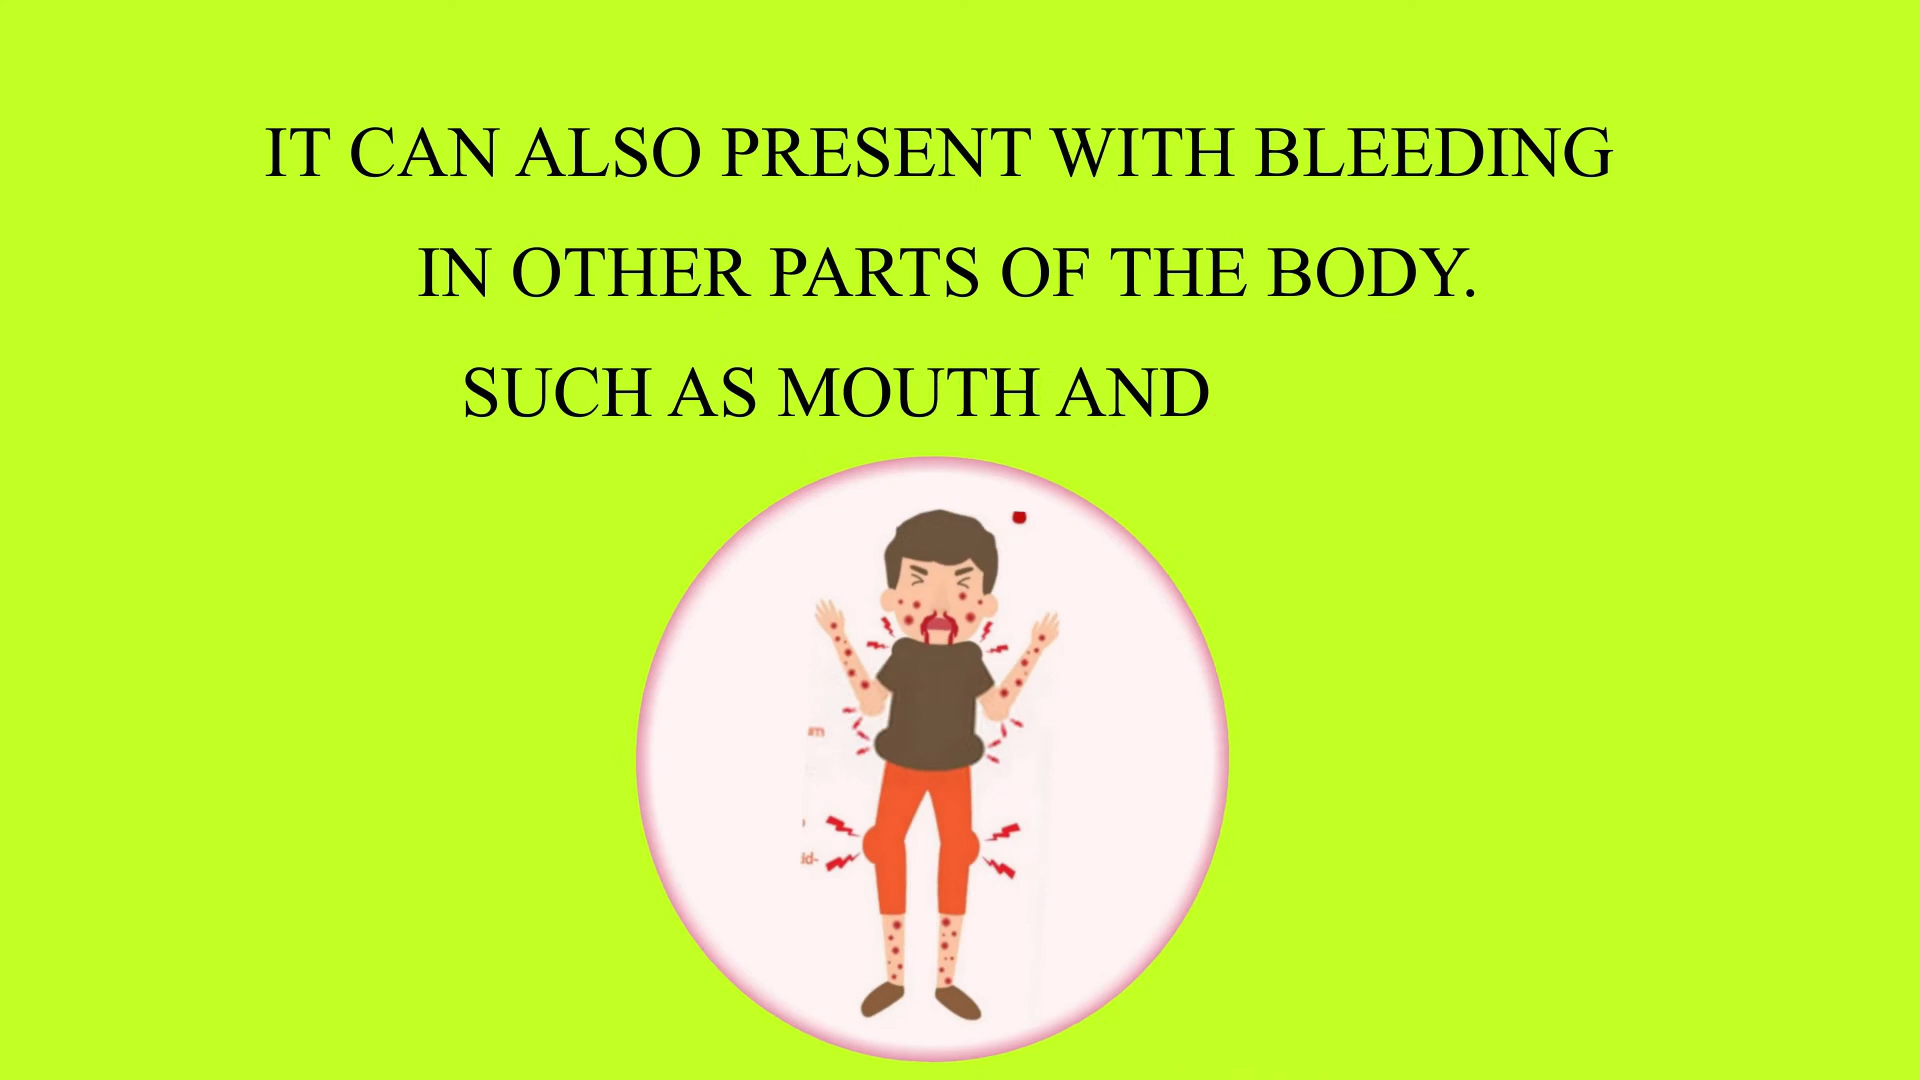 IT CAN ALSO PRESENT WITH BLEEDING
IN OTHER PARTS OF THE BODY.
SUCH AS MOUTH AND